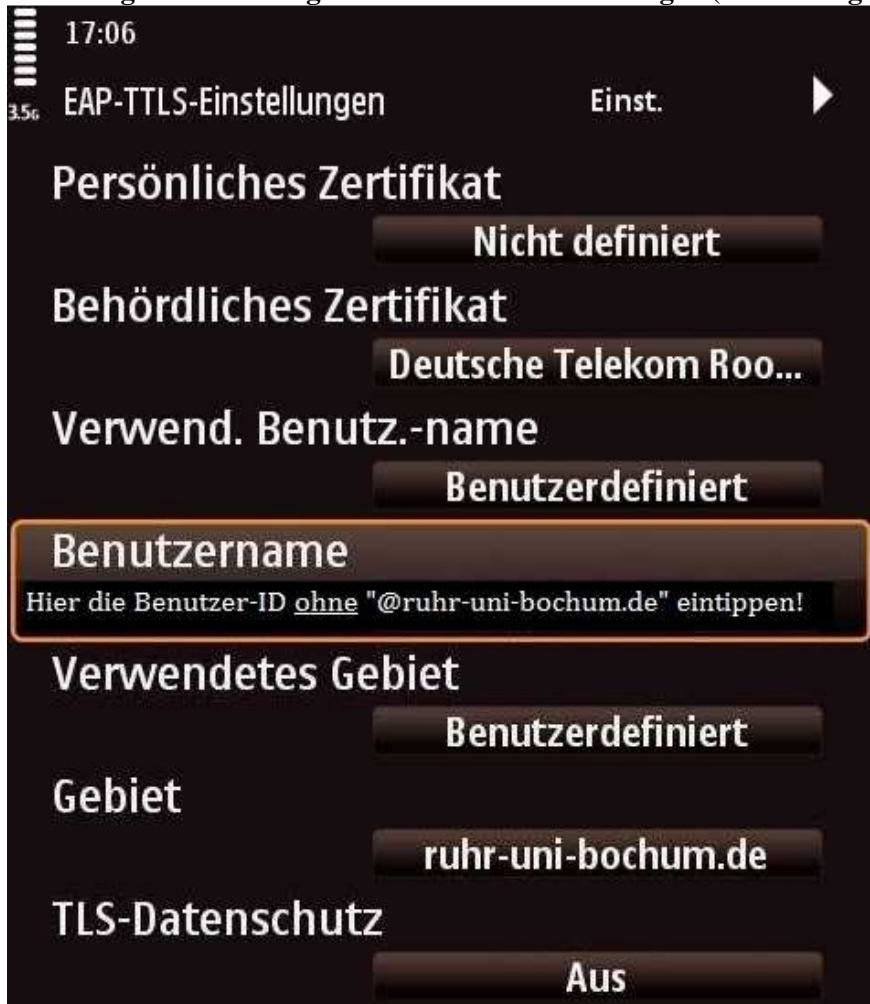 17:06
3.5G EAP-TTLS-Einstellungen Einst.
Persönliches Zertifikat
Nicht definiert
Behördliches Zertifikat
Deutsche Telekom Roo...
Verwend. Benutz.-name
Benutzerdefiniert
Benutzername
Hier die Benutzer-ID ohne "@ruhr-uni-bochum.de" eintippen!
Verwendetes Gebiet
Benutzerdefiniert
Gebiet
ruhr-uni-bochum.de
TLS-Datenschutz
Aus